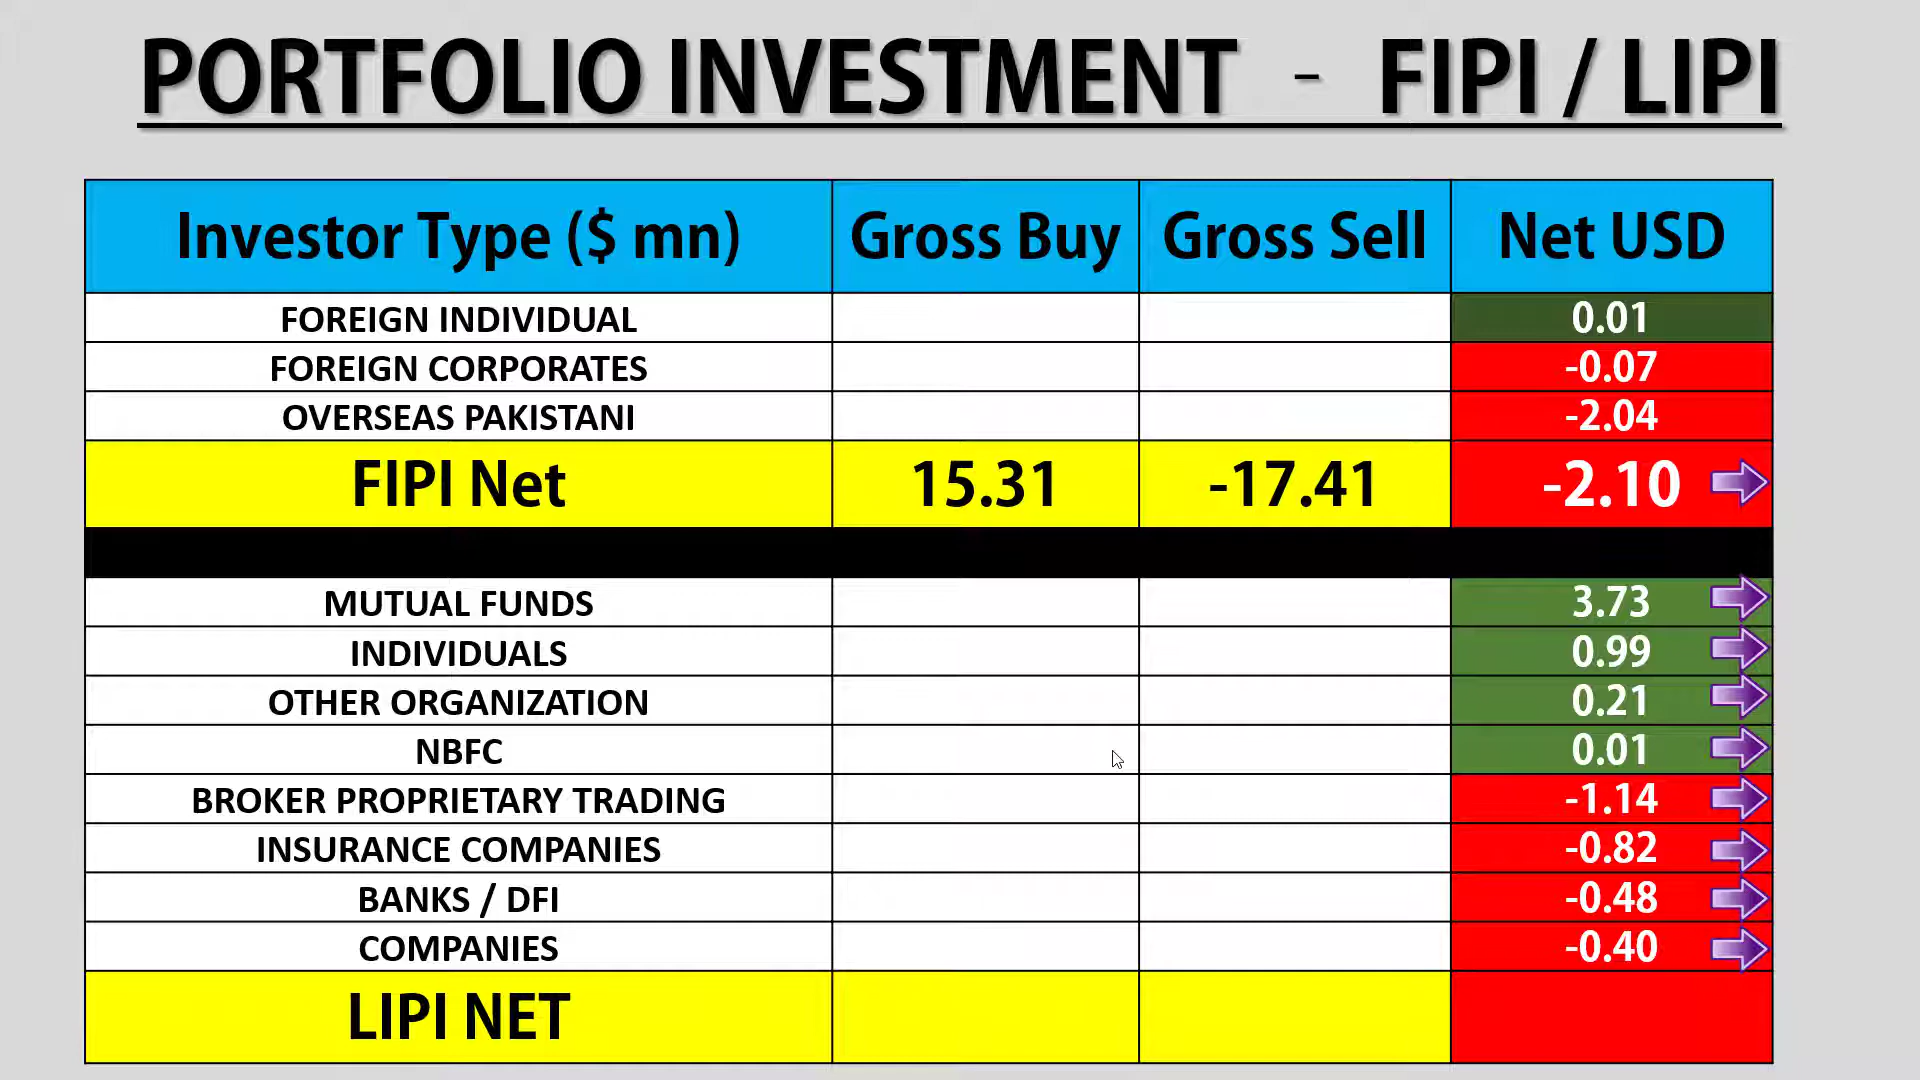 PORTFOLIO INVESTMENT - FIPI / LIPI
Investor Type ($ mn) Gross Buy Gross Sell Net USD
FOREIGN INDIVIDUAL 0.01
FOREIGN CORPORATES -0.07
OVERSEAS PAKISTANI -2.04
FIPI Net 15.31 -17.41 -2.10
MUTUAL FUNDS 3.73
INDIVIDUALS 0.99
OTHER ORGANIZATION 0.21
NBFC 0.01
BROKER PROPRIETARY TRADING -1.14
INSURANCE COMPANIES -0.82
BANKS / DFI -0.48
COMPANIES -0.40
LIPI NET